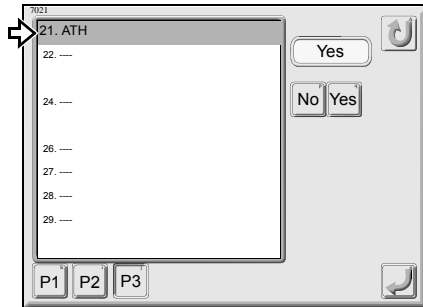 7021
21. ATH
22. ----
24. ----
26. ----
27. ----
28. ----
29. ----
Yes
No Yes
P1 P2 P3